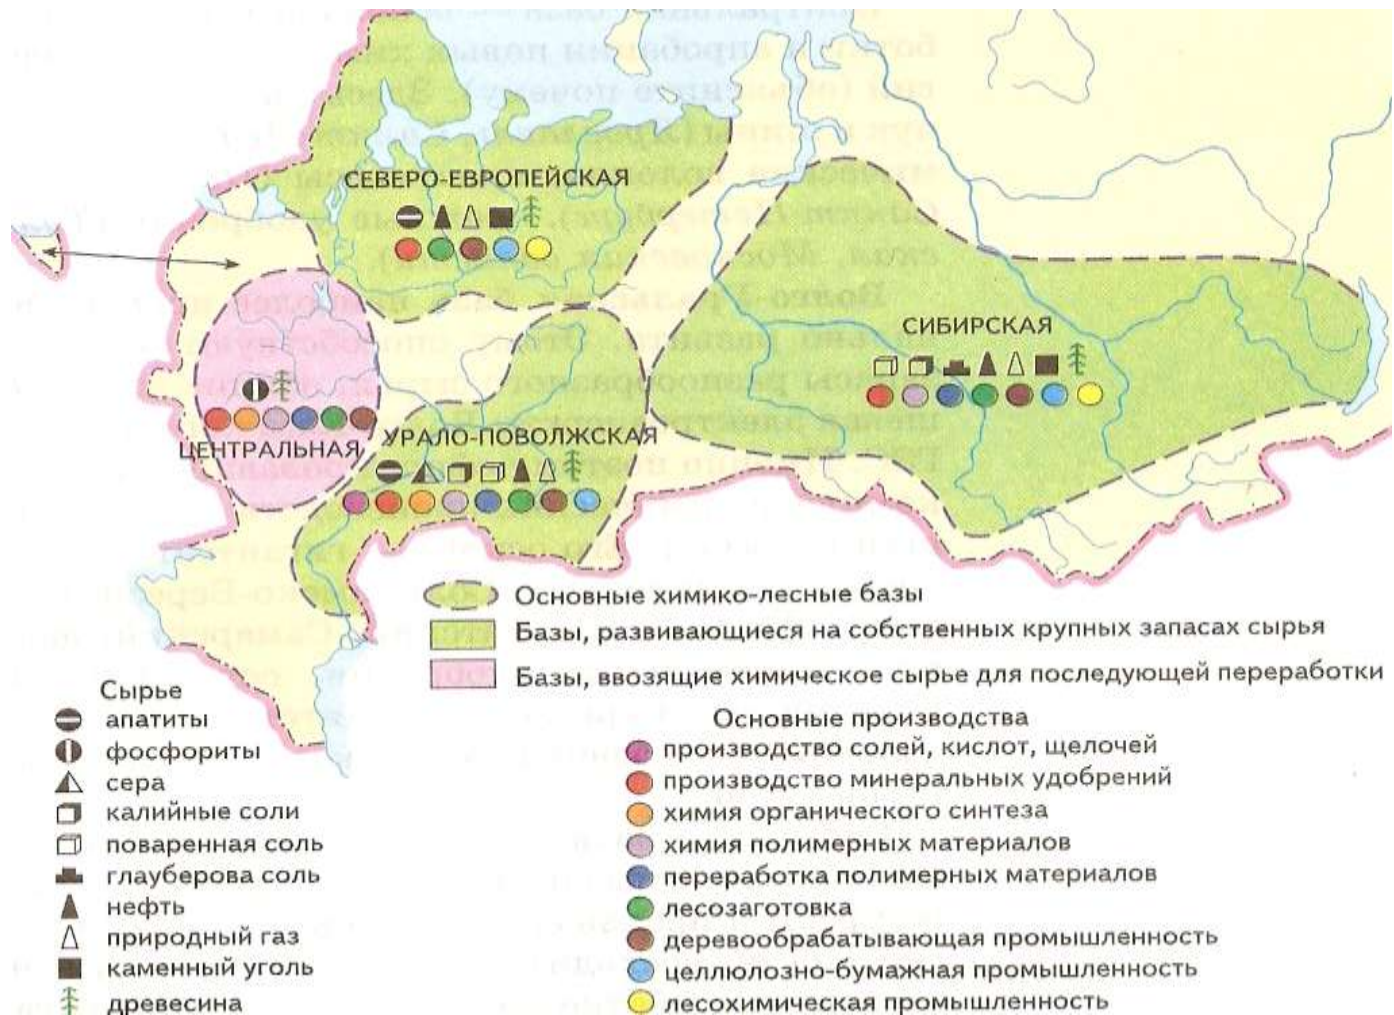 СЕВЕРО-ЕВРОПЕЙСКАЯ
СИБИРСКАЯ
ЦЕНТРАЛЬНАЯ
УРАЛО-ПОВОЛЖСКАЯ
Основные химико-лесные базы
Базы, развивающиеся на собственных крупных запасах сырья
Базы, ввозящие химическое сырье для последующей переработки
Сырье
апатиты
фосфориты
сера
калийные соли
поваренная соль
глауберова соль
нефть
природный газ
каменный уголь
древесина
Основные производства
производство солей, кислот, щелочей
производство минеральных удобрений
химия органического синтеза
химия полимерных материалов
переработка полимерных материалов
лесозаготовка
деревообрабатывающая промышленность
целлюлозно-бумажная промышленность
лесохимическая промышленность